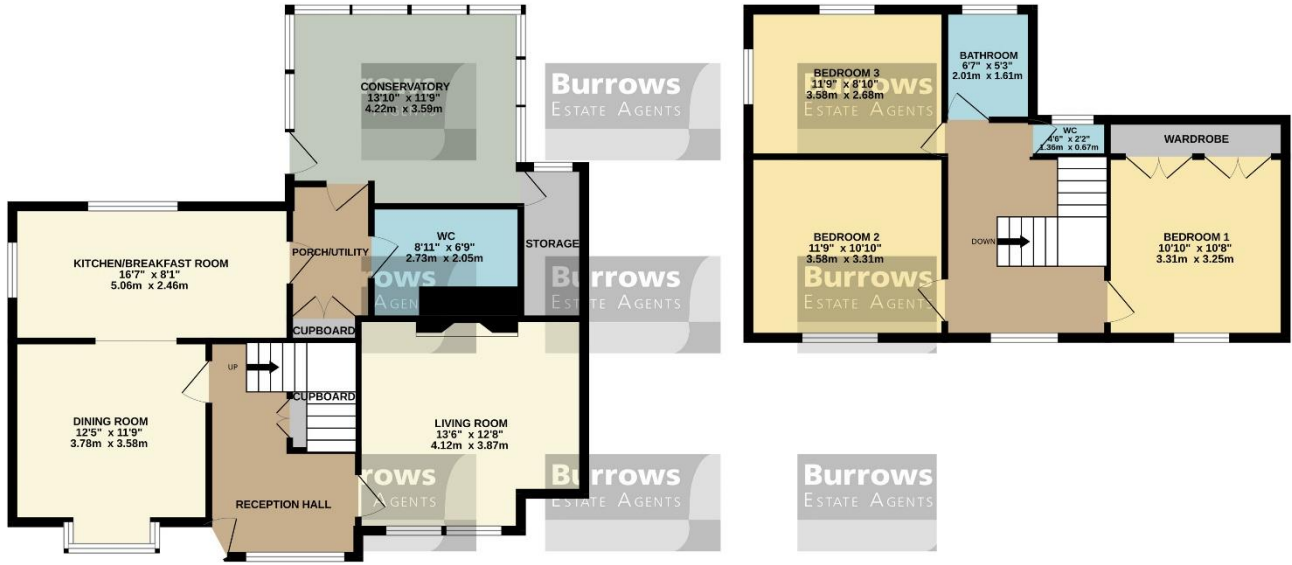 CONSERVATORY
13'10" x 11'9"
4.22m x 3.59m
KITCHEN/BREAKFAST ROOM
16'7" x 8'1"
5.06m x 2.46m
PORCH/UTILITY
WC
8'11" x 6'9"
2.73m x 2.05m
STORAGE
CUPBOARD
UP
CUPBOARD
DINING ROOM
12'5" x 11'9"
3.78m x 3.58m
LIVING ROOM
13'6" x 12'8"
4.12m x 3.87m
RECEPTION HALL
BEDROOM 3
11'9" x 8'10"
3.58m x 2.68m
BATHROOM
6'7" x 5'3"
2.01m x 1.61m
WC
4'6" x 2'2"
1.36m x 0.67m
WARDROBE
BEDROOM 2
11'9" x 10'10"
3.58m x 3.31m
DOWN
BEDROOM 1
10'10" x 10'8"
3.31m x 3.25m
Burrows
ESTATE AGENTS
Burrows
ESTATE AGENTS
Burrows
ESTATE AGENTS
Burrows
ESTATE AGENTS
Burrows
ESTATE AGENTS
Burrows
ESTATE AGENTS